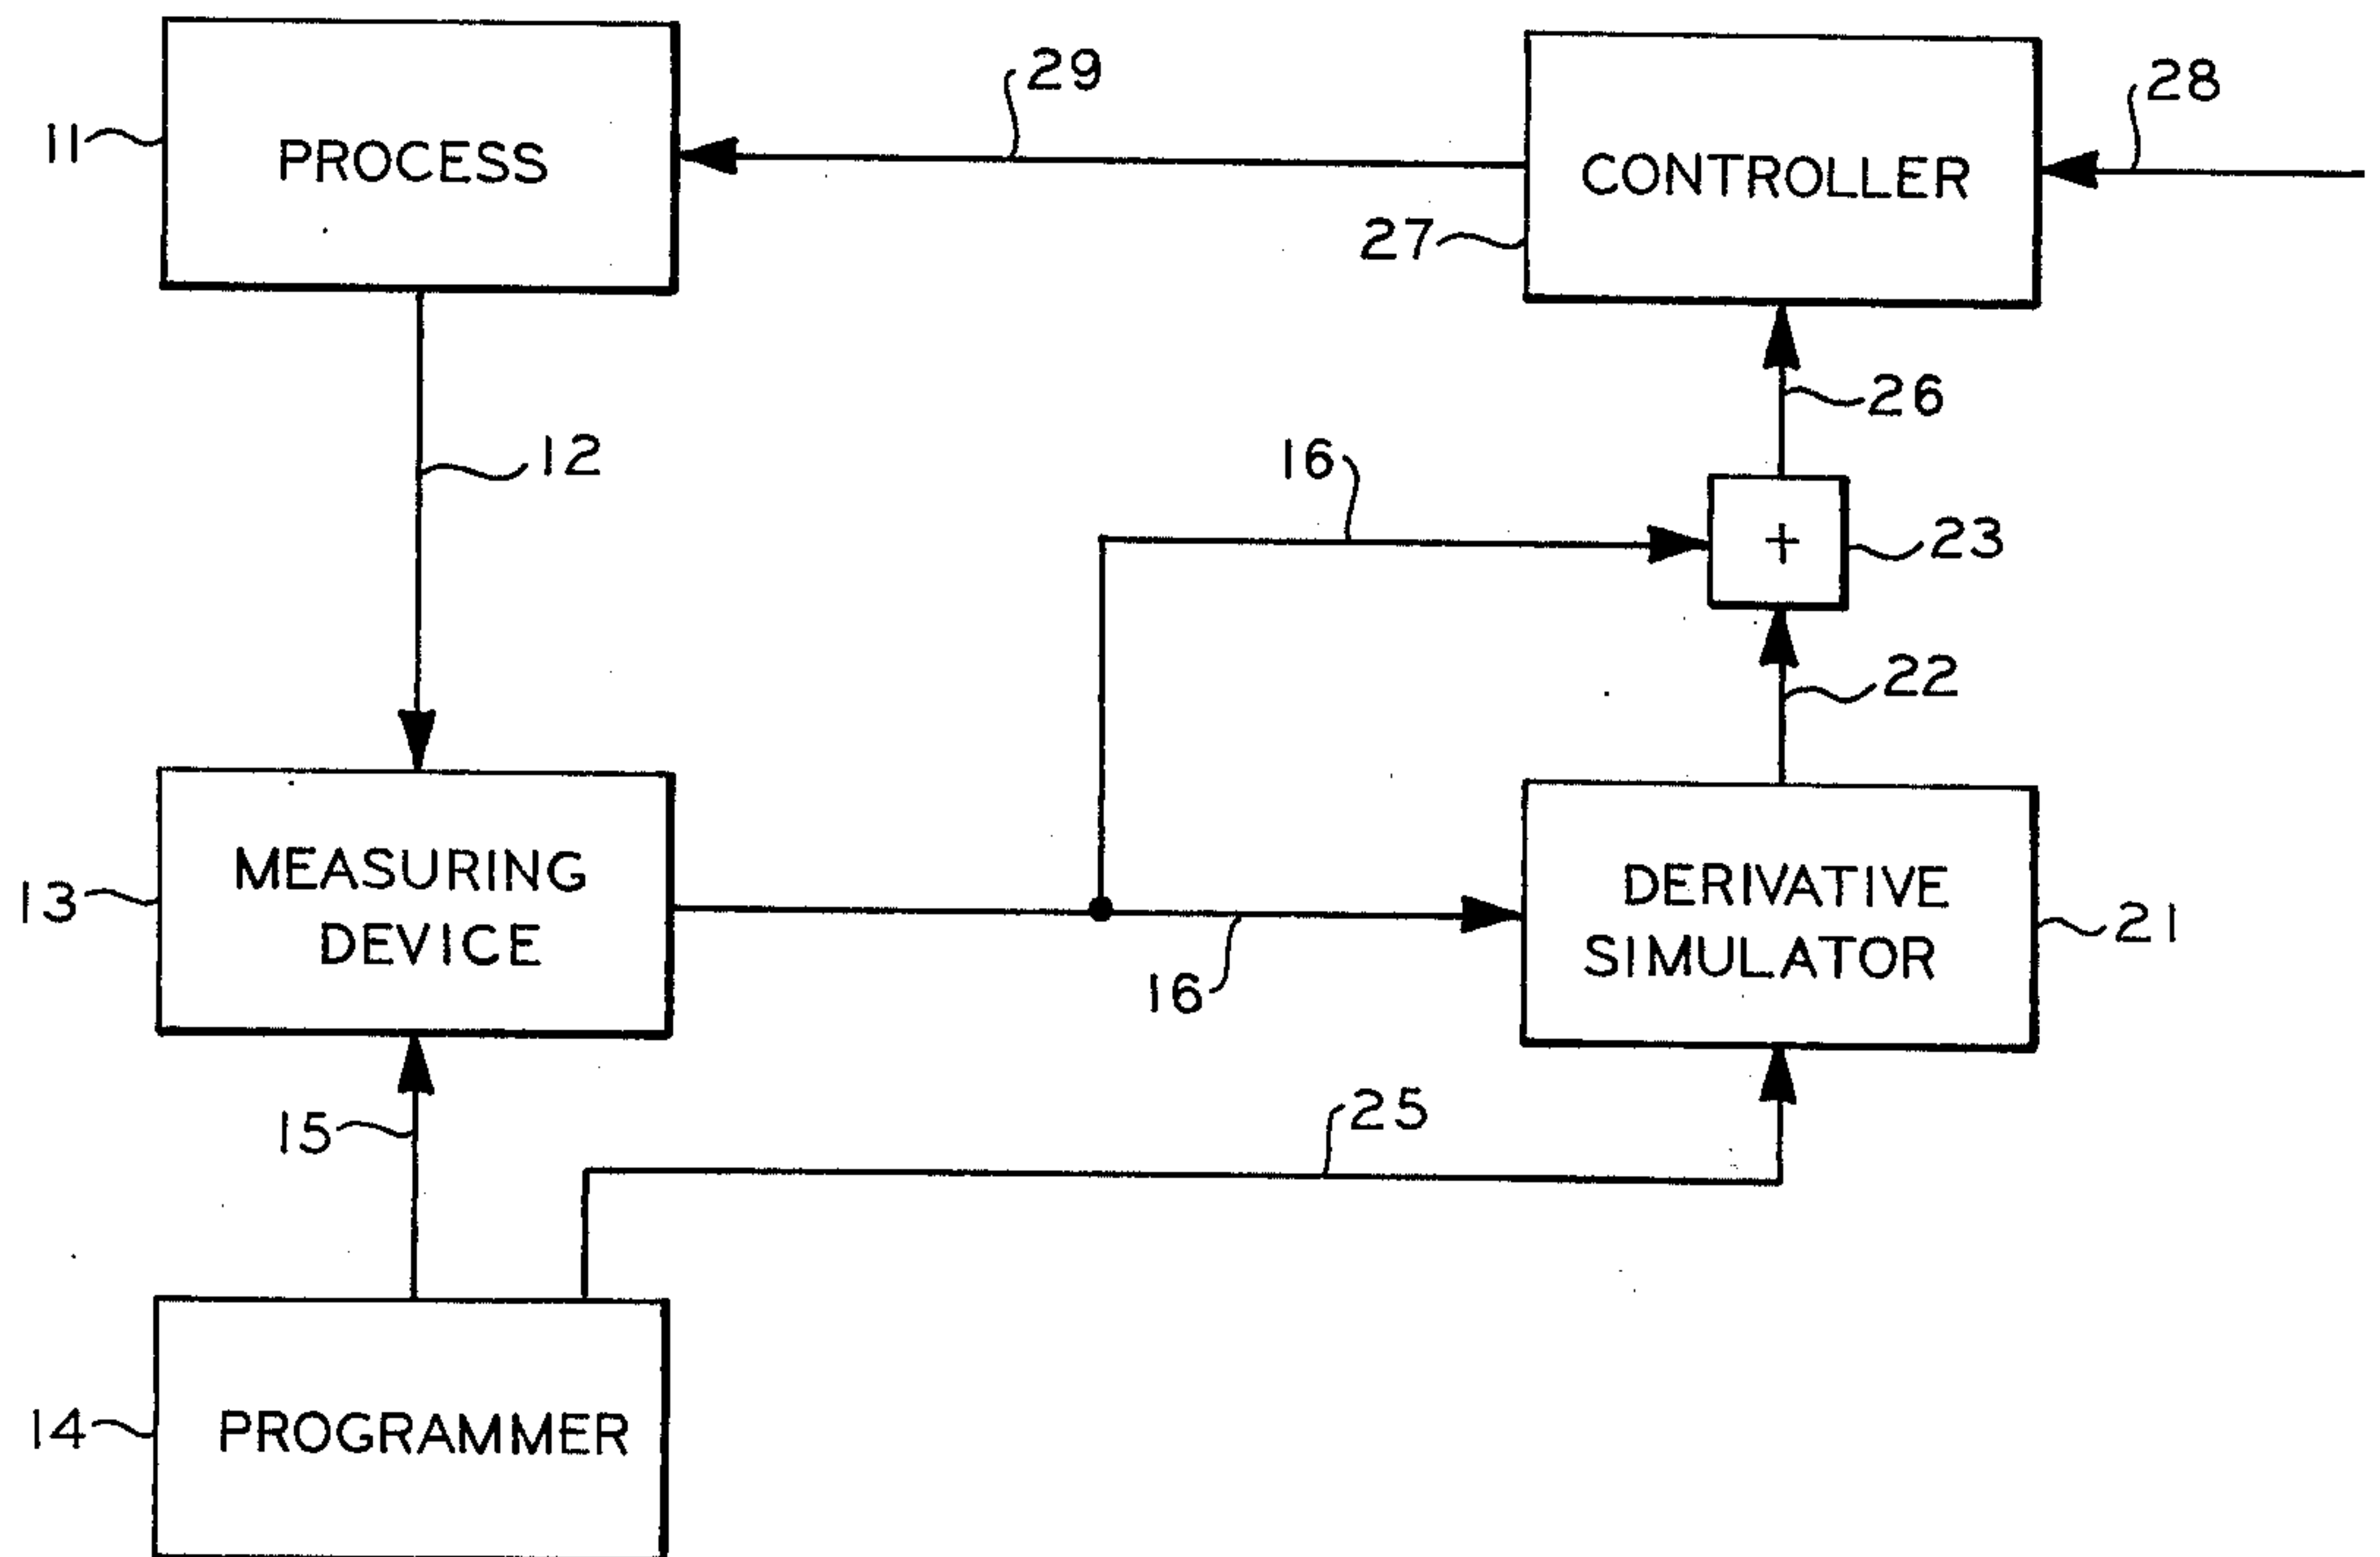 29
28
11
PROCESS
CONTROLLER
27
26
12
16
23
22
MEASURING
DEVICE
13
DERIVATIVE
SIMULATOR
21
16
25
15
14
PROGRAMMER